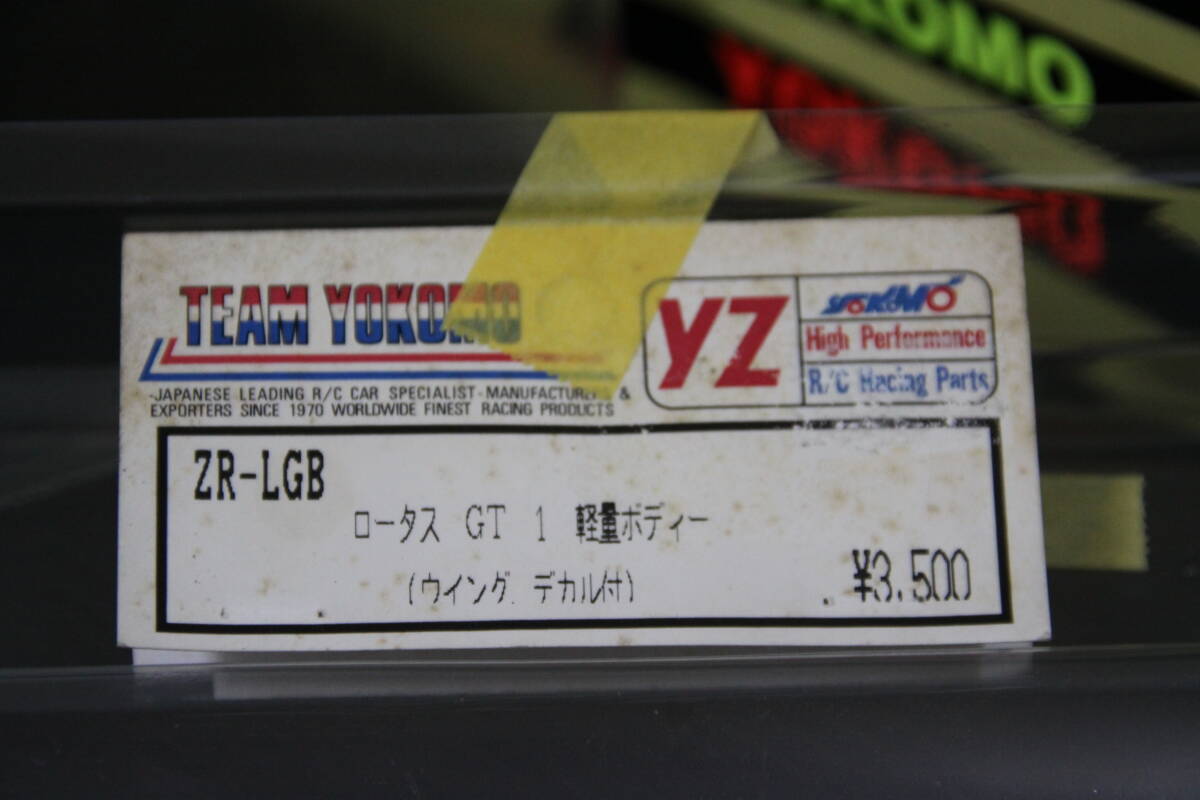 TEAM YOKOMO
-JAPANESE LEADING R/C CAR SPECIALIST-MANUFACTURER &
EXPORTERS SINCE 1970 WORLDWIDE FINEST RACING PRODUCTS
YZ
YOKOMO
High Performance
R/C Racing Parts
ZR-LGB
ロータス GT 1 軽量ボディー
(ウイング. デカル付)
¥3,500
KOMO